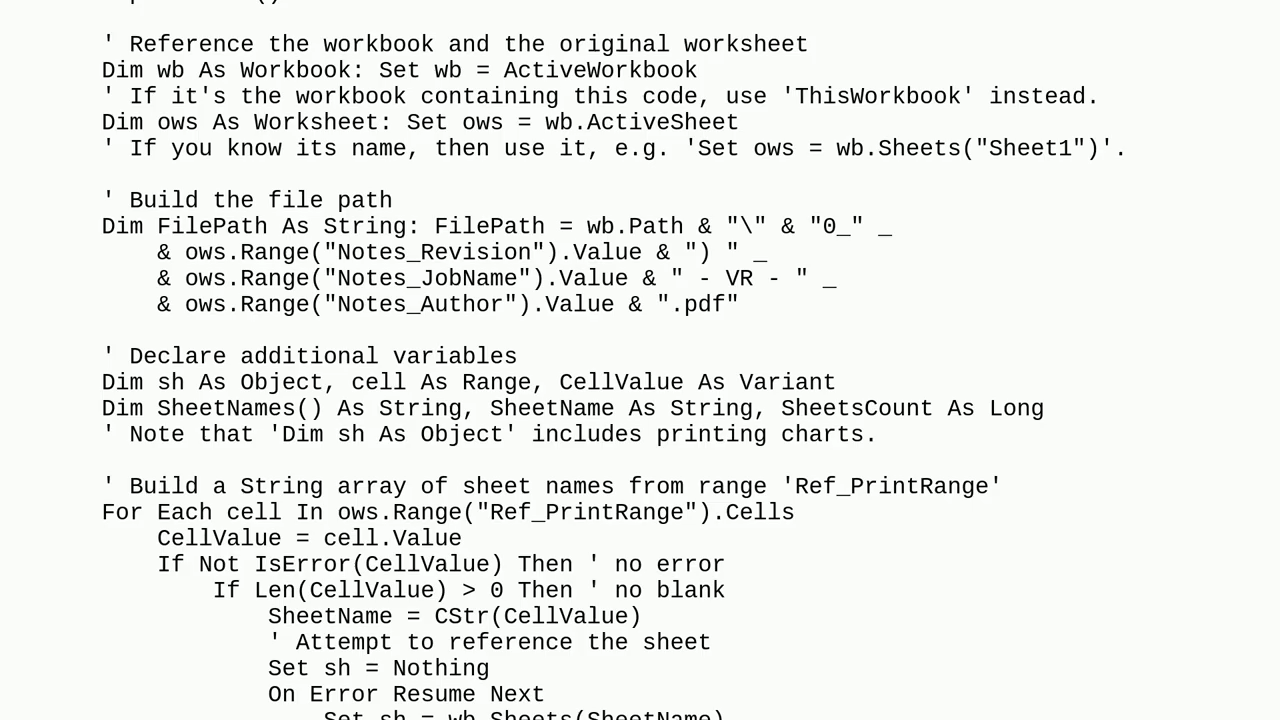 ' Reference the workbook and the original worksheet
Dim wb As Workbook: Set wb = ActiveWorkbook
' If it's the workbook containing this code, use 'ThisWorkbook' instead.
Dim ows As Worksheet: Set ows = wb.ActiveSheet
' If you know its name, then use it, e.g. 'Set ows = wb.Sheets("Sheet1")'.
' Build the file path
Dim FilePath As String: FilePath = wb.Path & "\" & "0_" _
& ows.Range("Notes_Revision").Value & ") " _
& ows.Range("Notes_JobName").Value & " - VR - " _
& ows.Range("Notes_Author").Value & ".pdf"
' Declare additional variables
Dim sh As Object, cell As Range, CellValue As Variant
Dim SheetNames() As String, SheetName As String, SheetsCount As Long
' Note that 'Dim sh As Object' includes printing charts.
' Build a String array of sheet names from range 'Ref_PrintRange'
For Each cell In ows.Range("Ref_PrintRange").Cells
CellValue = cell.Value
If Not IsError(CellValue) Then ' no error
If Len(CellValue) > 0 Then ' no blank
SheetName = CStr(CellValue)
' Attempt to reference the sheet
Set sh = Nothing
On Error Resume Next
Set sh = wb.Sheets(SheetName)